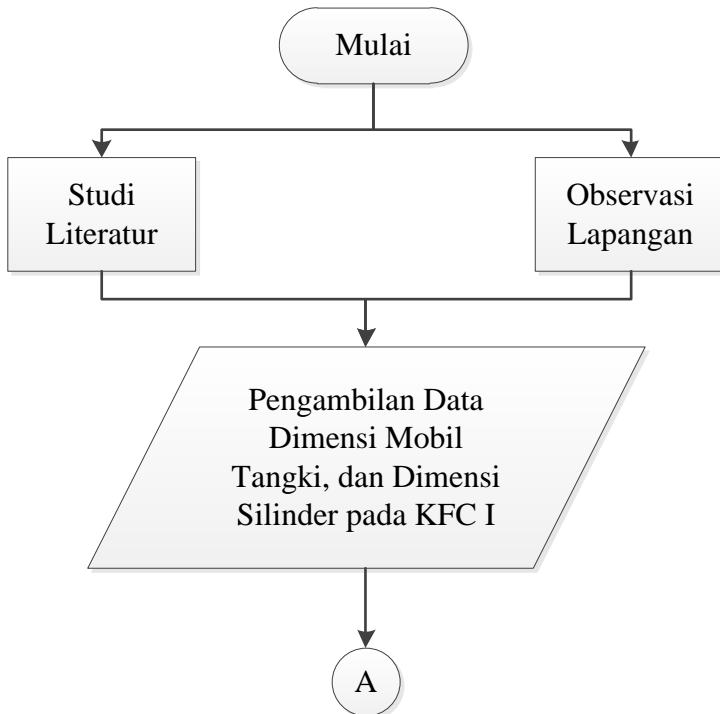 Mulai
Studi
Literatur
Observasi
Lapangan
Pengambilan Data
Dimensi Mobil
Tangki, dan Dimensi
Silinder pada KFC I
A